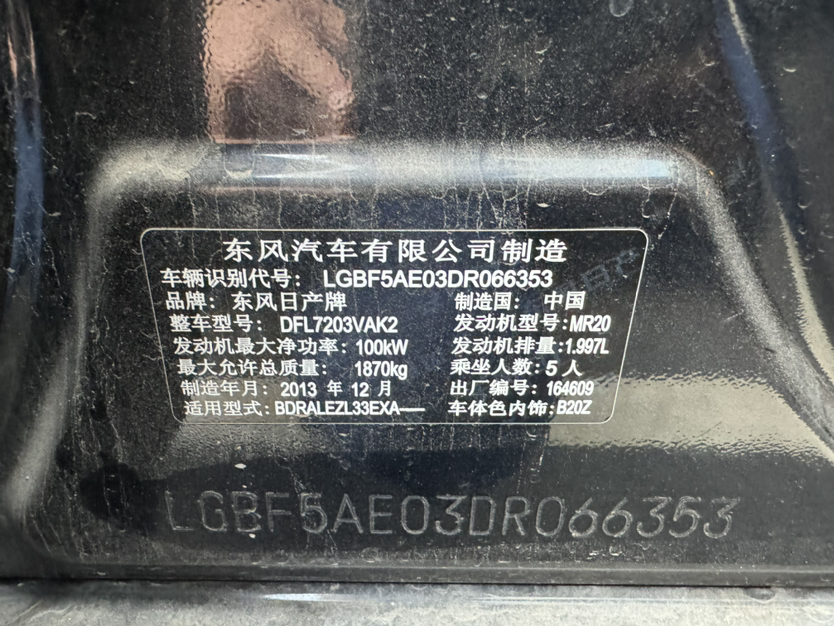 东风汽车有限公司制造
车辆识别代号: LGBF5AE03DR066353
品牌: 东风日产牌 制造国: 中国
整车型号: DFL7203VAK2 发动机型号: MR20
发动机最大净功率: 100kW 发动机排量: 1.997L
最大允许总质量: 1870kg 乘坐人数: 5 人
制造年月: 2013 年 12 月 出厂编号: 164609
适用型式: BDRALEZL33EXA—— 车体色内饰: B20Z
LGBF5AE03DR066353